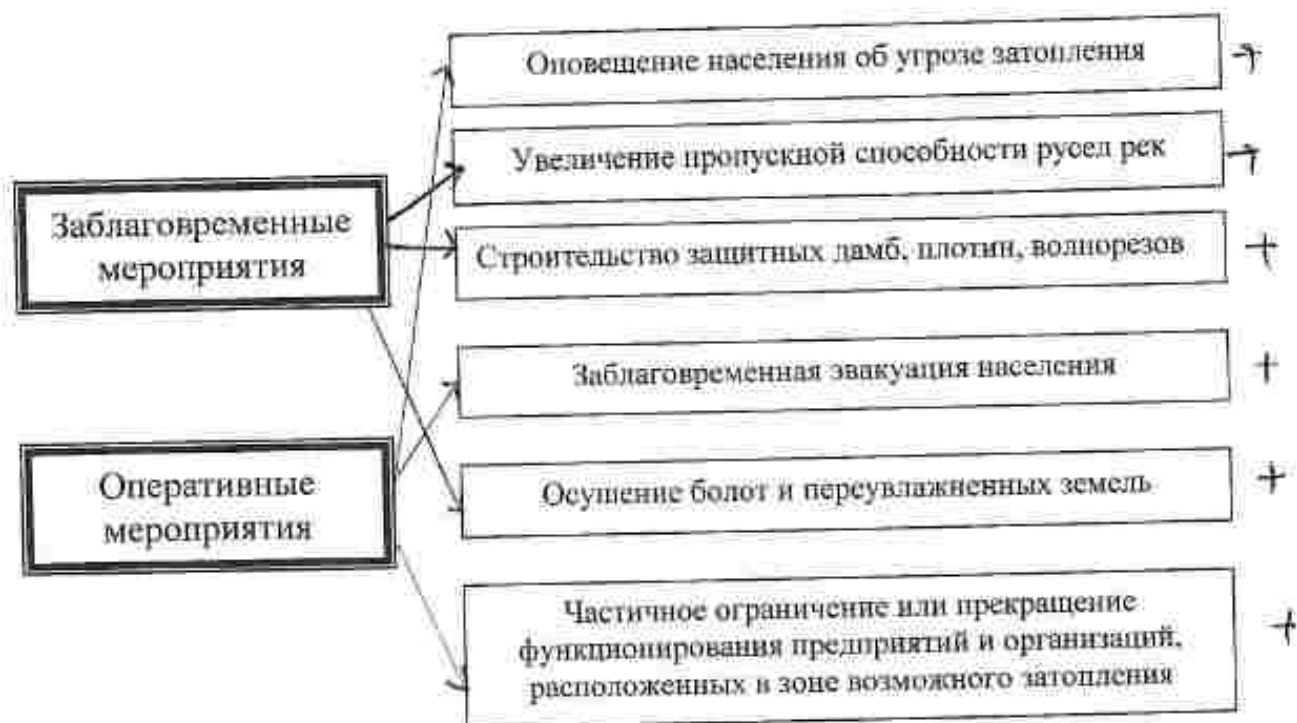 Оповещение населения об угрозе затопления +
Увеличение пропускной способности русел рек +
Заблаговременные
мероприятия
Строительство защитных дамб, плотин, волнорезов +
Заблаговременная эвакуация населения +
Оперативные
мероприятия
Осушение болот и переувлажненных земель +
Частичное ограничение или прекращение
функционирования предприятий и организаций, +
расположенных в зоне возможного затопления